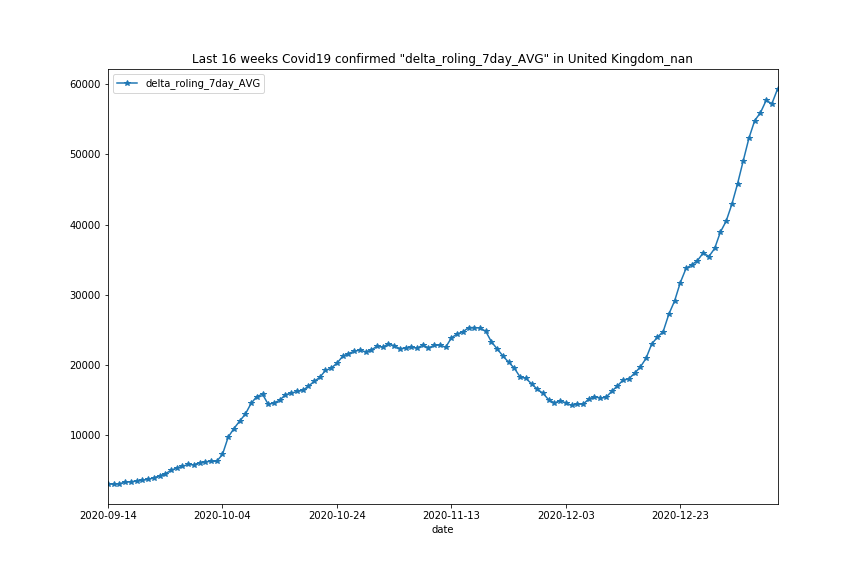 Last 16 weeks Covid19 confirmed "delta_roling_7day_AVG" in United Kingdom_nan
delta_roling_7day_AVG
60000
50000
40000
30000
20000
10000
2020-09-14 2020-10-04 2020-10-24 2020-11-13 2020-12-03 2020-12-23
date